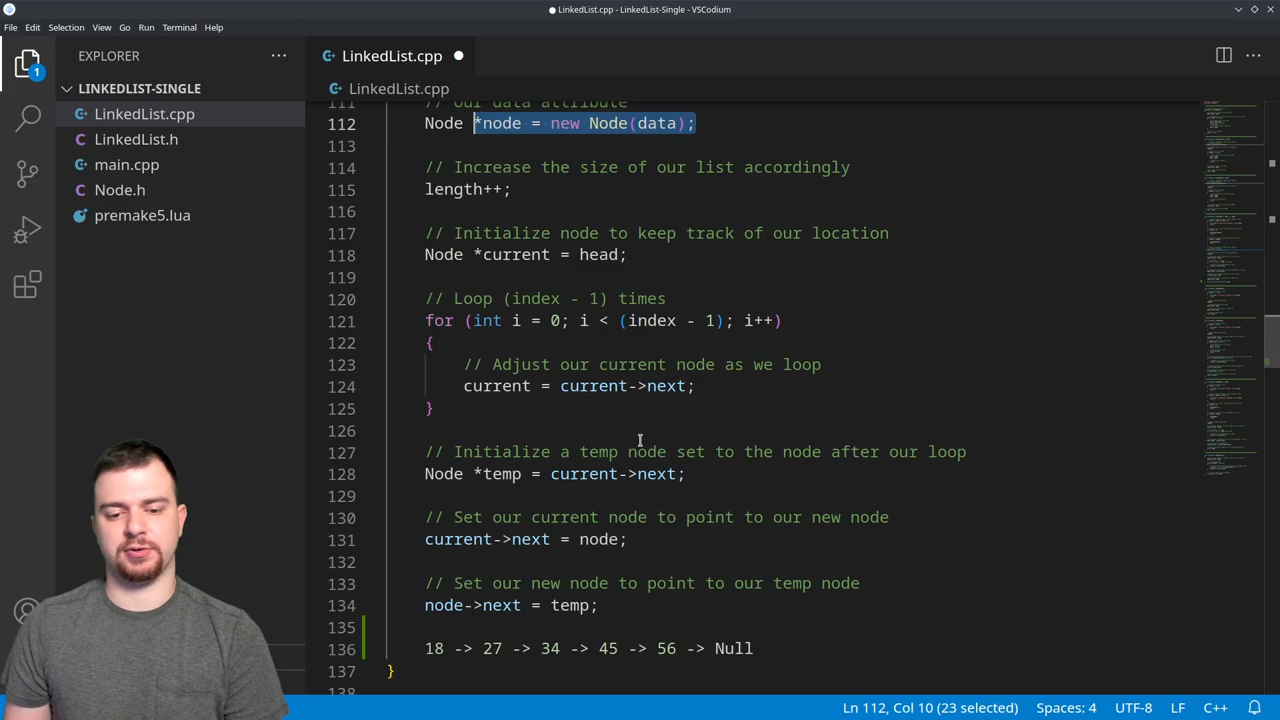 LinkedList.cpp - LinkedList-Single - VSCodium
File Edit Selection View Go Run Terminal Help
EXPLORER
LinkedList.cpp
1
LINKEDLIST-SINGLE
LinkedList.cpp
LinkedList.cpp
LinkedList.h
main.cpp
Node.h
premake5.lua
111 // our data attribute
112 Node *node = new Node(data);
113
114 // Increase the size of our list accordingly
115 length++;
116
117 // Initiate node to keep track of our location
118 Node *current = head;
119
120 // Loop (index - 1) times
121 for (int i = 0; i < (index - 1); i++)
122 {
123 // Adjust our current node as we loop
124 current = current->next;
125 }
126
127 // Initiate a temp node set to the node after our loop
128 Node *temp = current->next;
129
130 // Set our current node to point to our new node
131 current->next = node;
132
133 // Set our new node to point to our temp node
134 node->next = temp;
135
136 18 -> 27 -> 34 -> 45 -> 56 -> Null
137 }
138
Ln 112, Col 10 (23 selected) Spaces: 4 UTF-8 LF C++